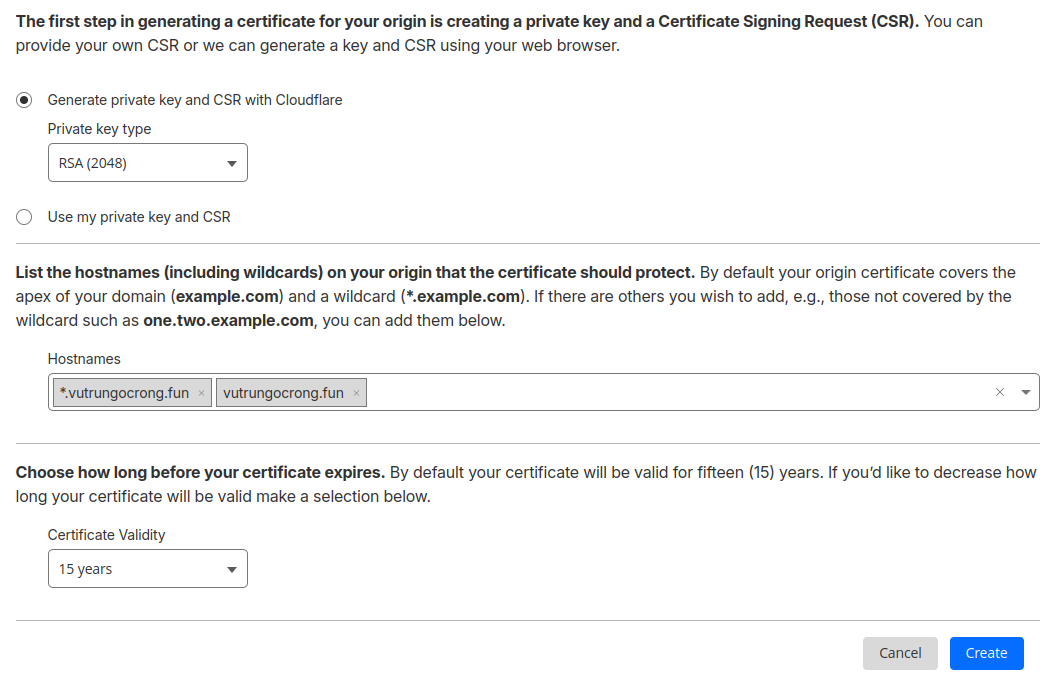 The first step in generating a certificate for your origin is creating a private key and a Certificate Signing Request (CSR). You can
provide your own CSR or we can generate a key and CSR using your web browser.
Generate private key and CSR with Cloudflare
Private key type
RSA (2048)
Use my private key and CSR
List the hostnames (including wildcards) on your origin that the certificate should protect. By default your origin certificate covers the
apex of your domain (example.com) and a wildcard (*.example.com). If there are others you wish to add, e.g., those not covered by the
wildcard such as one.two.example.com, you can add them below.
Hostnames
*.vutrungocrong.fun × vutrungocrong.fun ×
Choose how long before your certificate expires. By default your certificate will be valid for fifteen (15) years. If you’d like to decrease how
long your certificate will be valid make a selection below.
Certificate Validity
15 years
Cancel Create